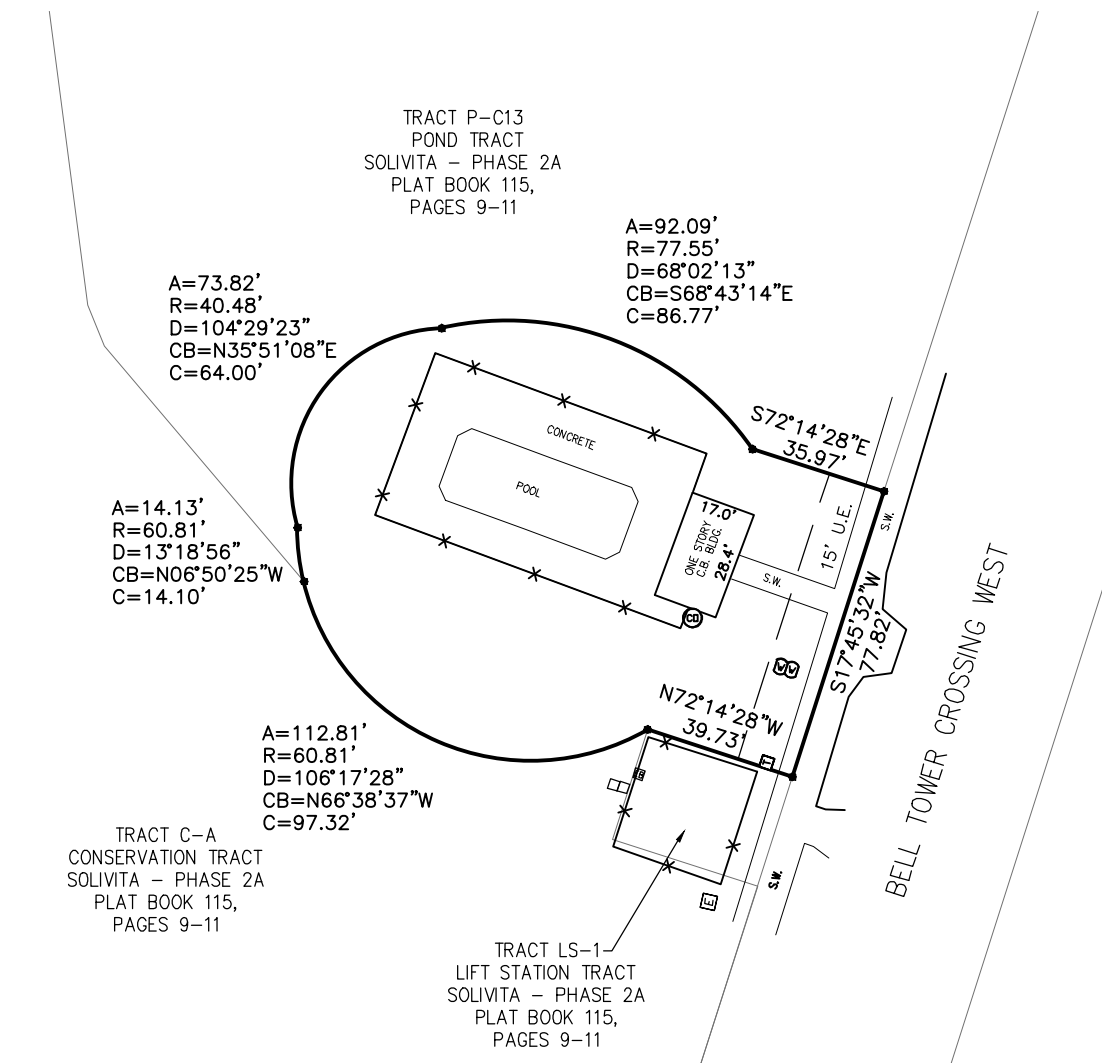 TRACT P-C13
POND TRACT
SOLIVITA - PHASE 2A
PLAT BOOK 115,
PAGES 9-11
A=92.09'
R=77.55'
D=68°02'13"
CB=S68°43'14"E
C=86.77'
A=73.82'
R=40.48'
D=104°29'23"
CB=N35°51'08"E
C=64.00'
S72°14'28"E
35.97'
CONCRETE
POOL
17.0'
ONE STORY
C.B. BLDG.
28.4'
15' U.E.
S.W.
S.W.
A=14.13'
R=60.81'
D=13°18'56"
CB=N06°50'25"W
C=14.10'
CO
W W
S17°45'32"W
77.82'
BELL TOWER CROSSING WEST
N72°14'28"W
39.73'
T
A=112.81'
R=60.81'
D=106°17'28"
CB=N66°38'37"W
C=97.32'
TRACT C-A
CONSERVATION TRACT
SOLIVITA - PHASE 2A
PLAT BOOK 115,
PAGES 9-11
S.W.
E
TRACT LS-1
LIFT STATION TRACT
SOLIVITA - PHASE 2A
PLAT BOOK 115,
PAGES 9-11